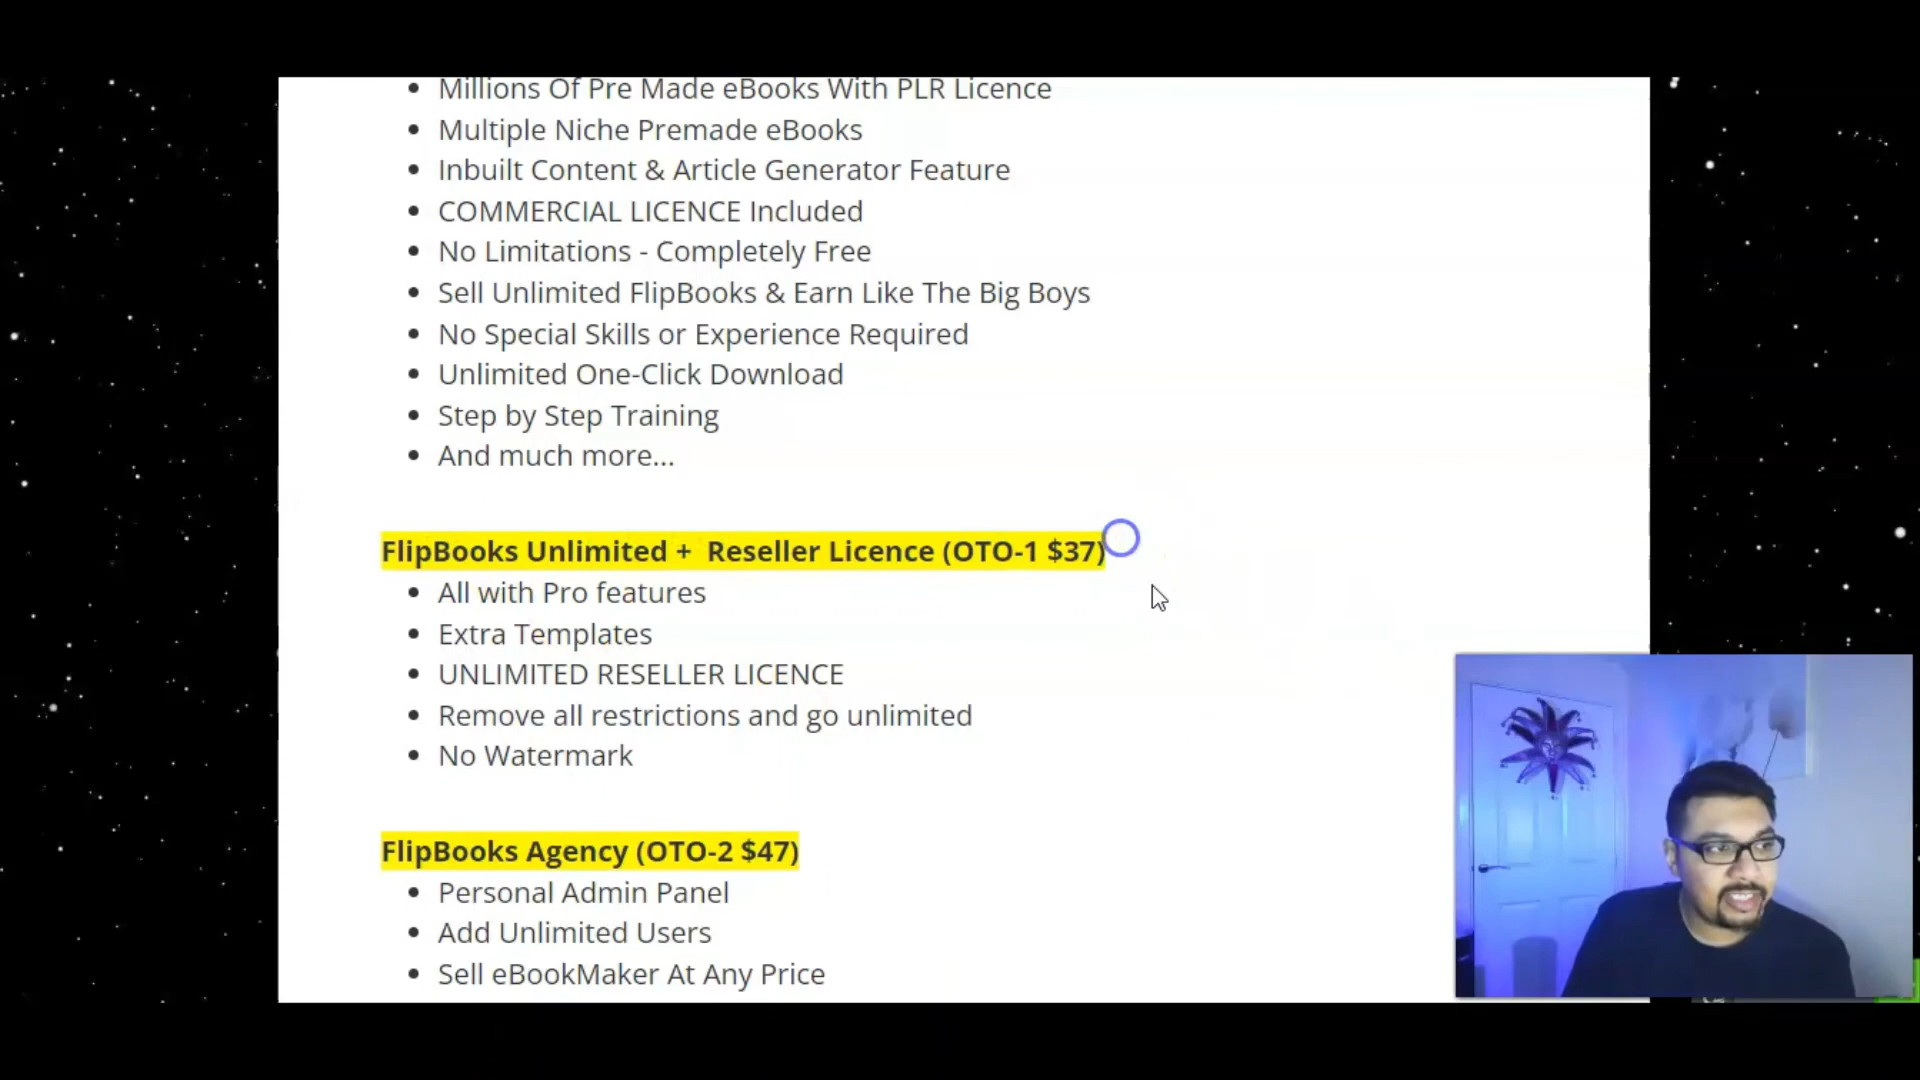 Millions Of Pre Made eBooks With PLR Licence
Multiple Niche Premade eBooks
Inbuilt Content & Article Generator Feature
COMMERCIAL LICENCE Included
No Limitations - Completely Free
Sell Unlimited FlipBooks & Earn Like The Big Boys
No Special Skills or Experience Required
Unlimited One-Click Download
Step by Step Training
And much more...
FlipBooks Unlimited + Reseller Licence (OTO-1 $37)
All with Pro features
Extra Templates
UNLIMITED RESELLER LICENCE
Remove all restrictions and go unlimited
No Watermark
FlipBooks Agency (OTO-2 $47)
Personal Admin Panel
Add Unlimited Users
Sell eBookMaker At Any Price